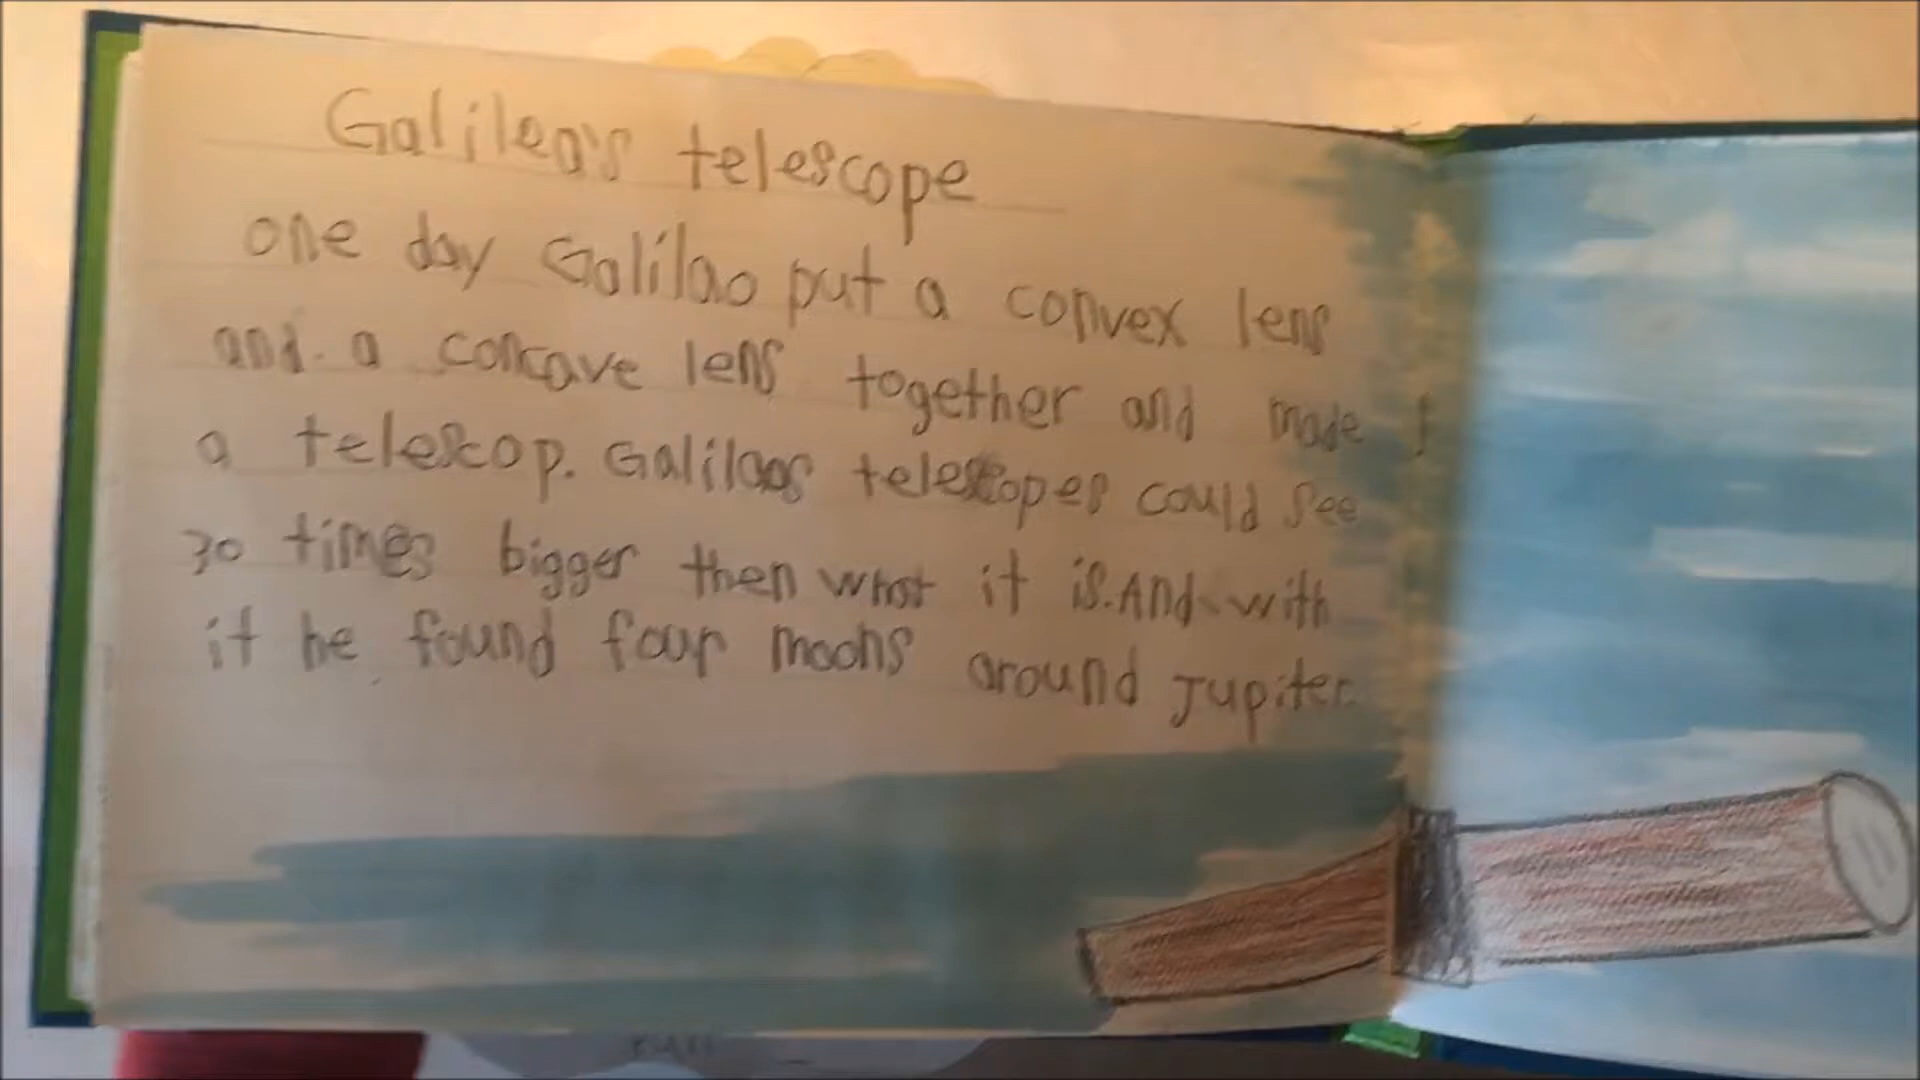 Galileo's telescope
one day Galilao put a convex lens
and a concave lens together and made
a telescop. Galilaos telescopes could see
30 times bigger then what it is. And with
it he found four moons around Jupiter.